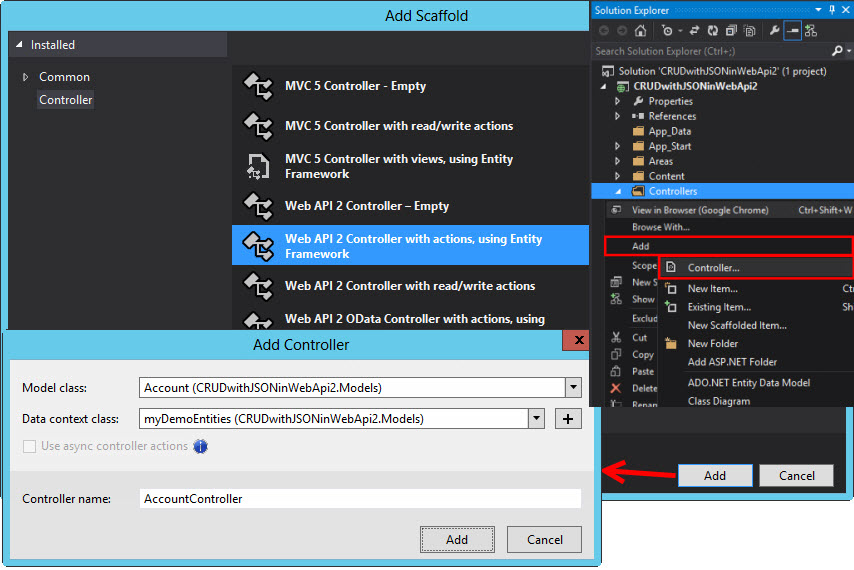 Add Scaffold
Installed
Common
Controller
MVC 5 Controller - Empty
MVC 5 Controller with read/write actions
MVC 5 Controller with views, using Entity
Framework
Web API 2 Controller – Empty
Web API 2 Controller with actions, using Entity
Framework
Web API 2 Controller with read/write actions
Web API 2 OData Controller with actions, using
Solution Explorer
Search Solution Explorer (Ctrl+;)
Solution 'CRUDwithJSONinWebApi2' (1 project)
CRUDwithJSONinWebApi2
Properties
References
App_Data
App_Start
Areas
Content
Controllers
View in Browser (Google Chrome) Ctrl+Shift+W
Browse With...
Add
Scope
New S
Show
Exclud
Cut
Copy
Paste
Delete
Renam
Controller...
New Item... Ctr
Existing Item... Sh
New Scaffolded Item...
New Folder
Add ASP.NET Folder
ADO.NET Entity Data Model
Class Diagram
Add Cancel
Add Controller
Model class: Account (CRUDwithJSONinWebApi2.Models)
Data context class: myDemoEntities (CRUDwithJSONinWebApi2.Models)
Use async controller actions
Controller name: AccountController
Add Cancel